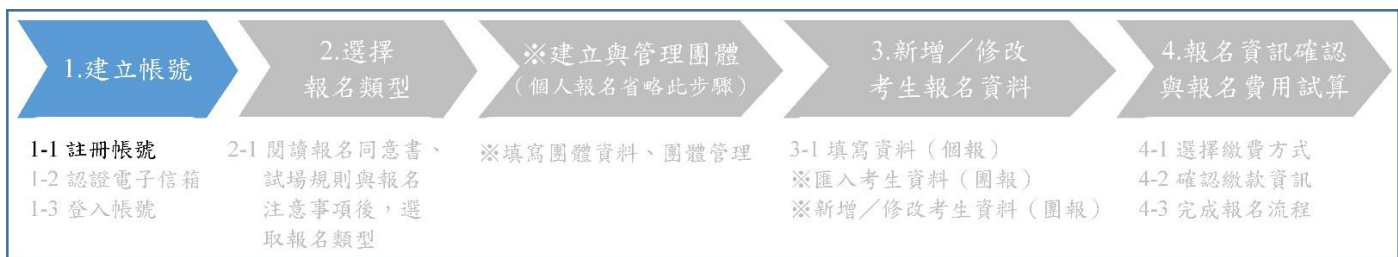 1.建立帳號
2.選擇
報名類型
※建立與管理團體
(個人報名省略此步驟)
3.新增／修改
考生報名資料
4.報名資訊確認
與報名費用試算
1-1 註冊帳號
1-2 認證電子信箱
1-3 登入帳號
2-1 閱讀報名同意書、
試場規則與報名
注意事項後，選
取報名類型
※填寫團體資料、團體管理
3-1 填寫資料（個報）
※匯入考生資料（團報）
※新增／修改考生資料（團報）
4-1 選擇繳費方式
4-2 確認繳款資訊
4-3 完成報名流程